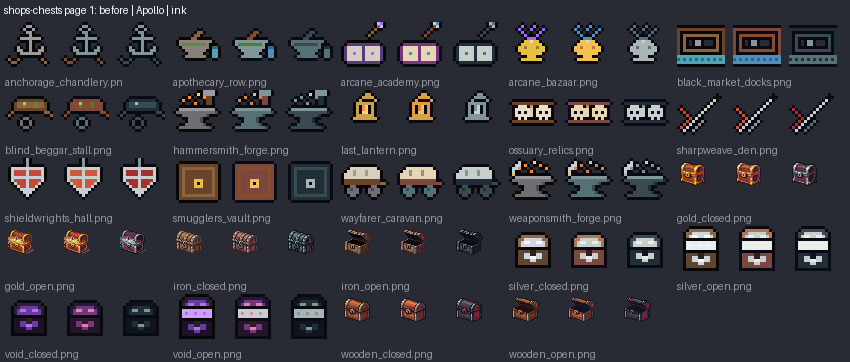 shops-chests page 1: before | Apollo | ink
anchorage_chandlery.pn
apothecary_row.png
arcane_academy.png
arcane_bazaar.png
black_market_docks.png
blind_beggar_stall.png
hammersmith_forge.png
last_lantern.png
ossuary_relics.png
sharpweave_den.png
shieldwrights_hall.png
smugglers_vault.png
wayfarer_caravan.png
weaponsmith_forge.png
gold_closed.png
gold_open.png
iron_closed.png
iron_open.png
silver_closed.png
silver_open.png
void_closed.png
void_open.png
wooden_closed.png
wooden_open.png